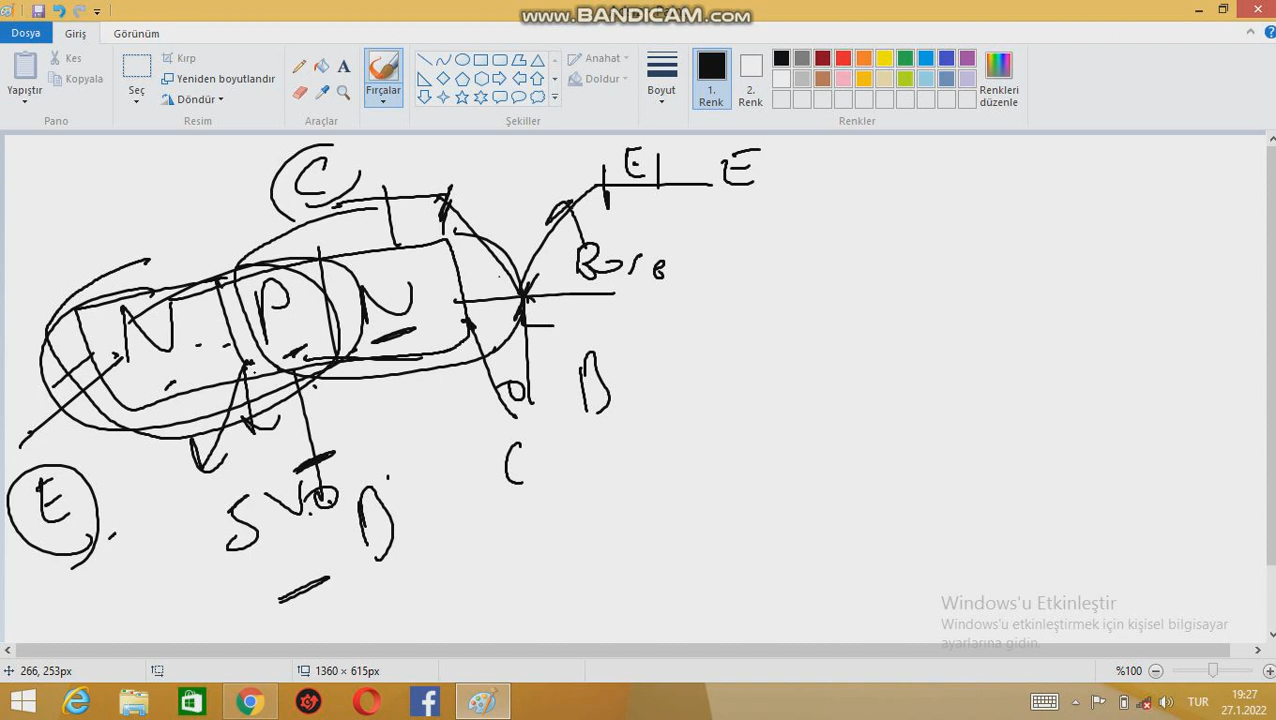 www.BANDICAM.com
Dosya Giriş Görünüm
Yapıştır
Kes
Kopyala
Pano
Seç
Kırp
Yeniden boyutlandır
Döndür
Resim
A
Araçlar
Fırçalar
Anahat
Doldur
Şekiller
Boyut
1.
Renk
2.
Renk
Renkleri
düzenle
Renkler
C
E
E
N P N
B
C
E
5V
B
Windows'u Etkinleştir
Windows'u etkinleştirmek için kişisel bilgisayar
ayarlarına gidin.
266, 253px
1360 × 615px
%100
TUR
19:27
27.1.2022